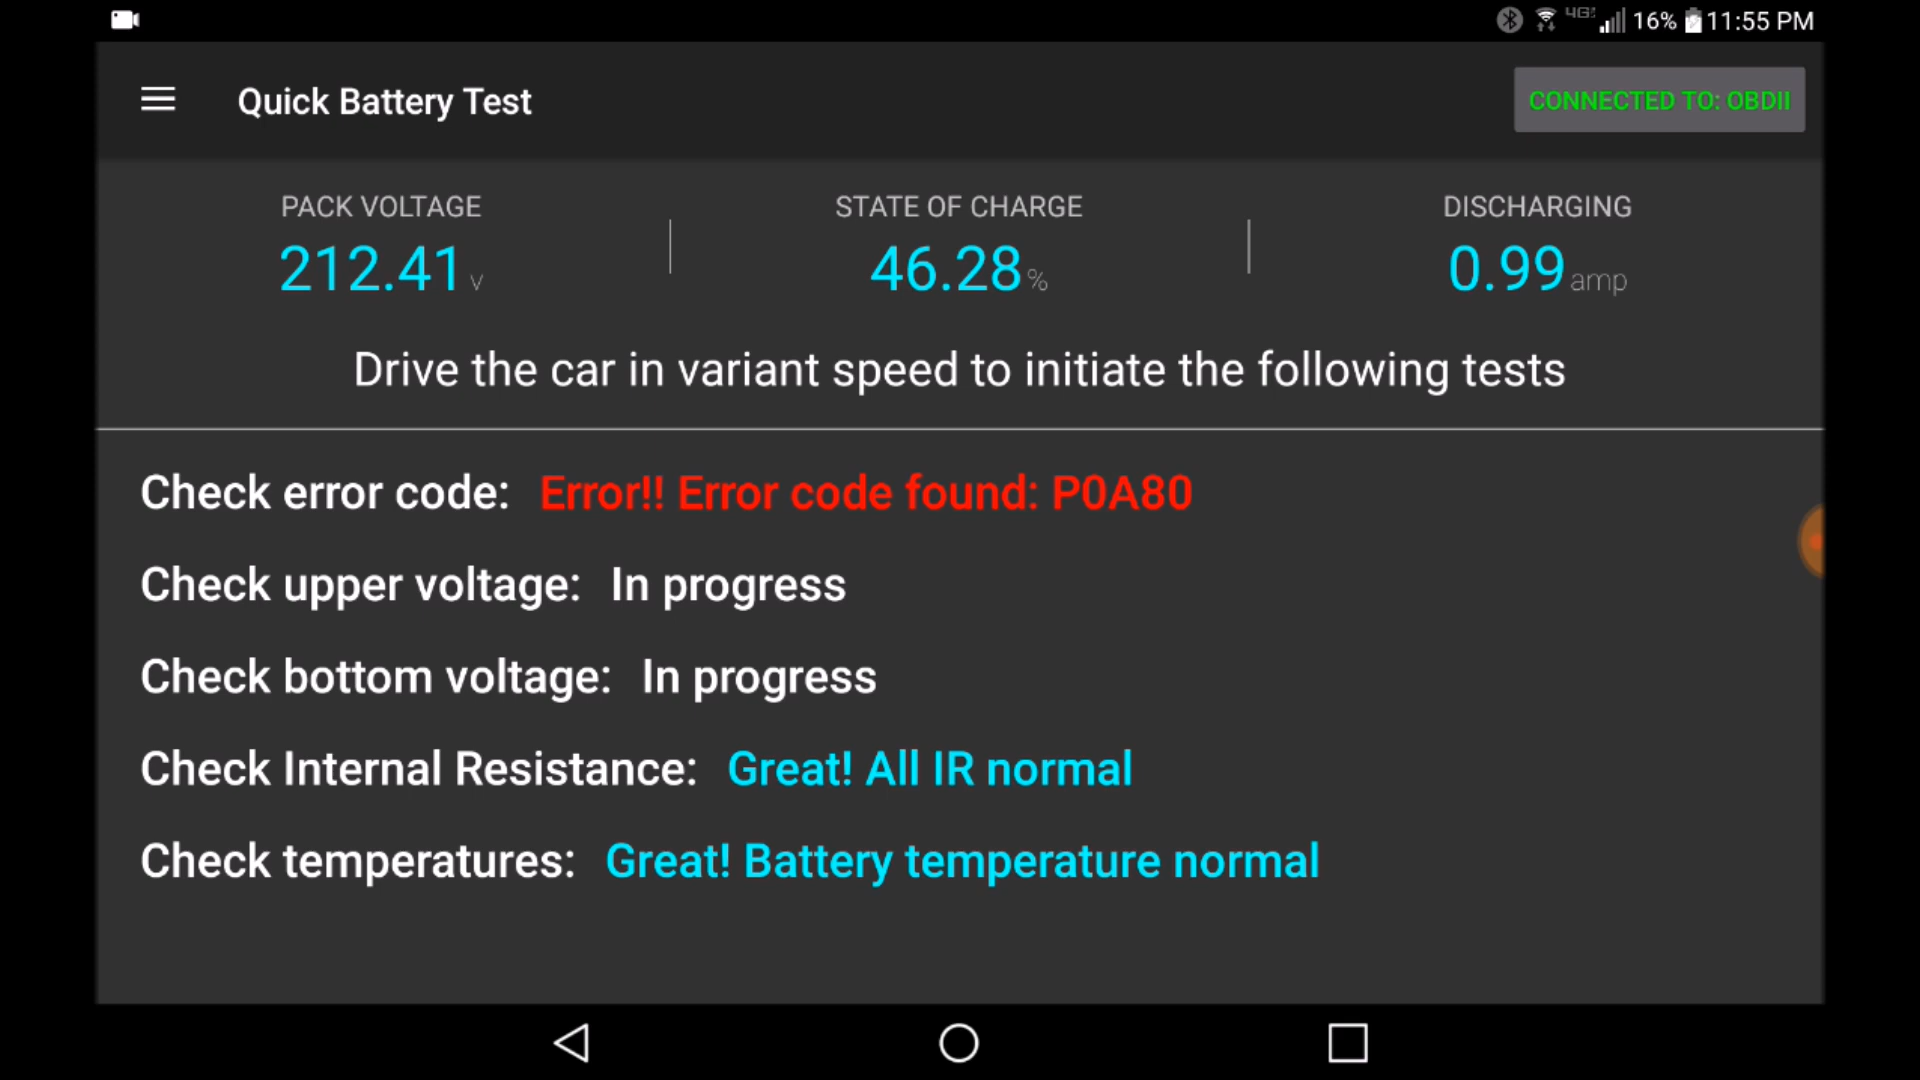 4G 16% 11:55 PM
Quick Battery Test
CONNECTED TO: OBDII
PACK VOLTAGE
212.41 v
STATE OF CHARGE
46.28 %
DISCHARGING
0.99 amp
Drive the car in variant speed to initiate the following tests
Check error code: Error!! Error code found: P0A80
Check upper voltage: In progress
Check bottom voltage: In progress
Check Internal Resistance: Great! All IR normal
Check temperatures: Great! Battery temperature normal